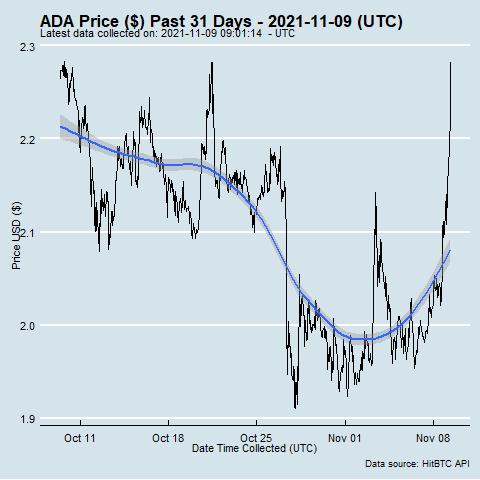 ADA Price ($) Past 31 Days - 2021-11-09 (UTC)
Latest data collected on: 2021-11-09 09:01:14  - UTC
2.3
2.2
2.1
2.0
1.9
Price USD ($)
Oct 11 Oct 18 Oct 25 Nov 01 Nov 08
Date Time Collected (UTC)
Data source: HitBTC API